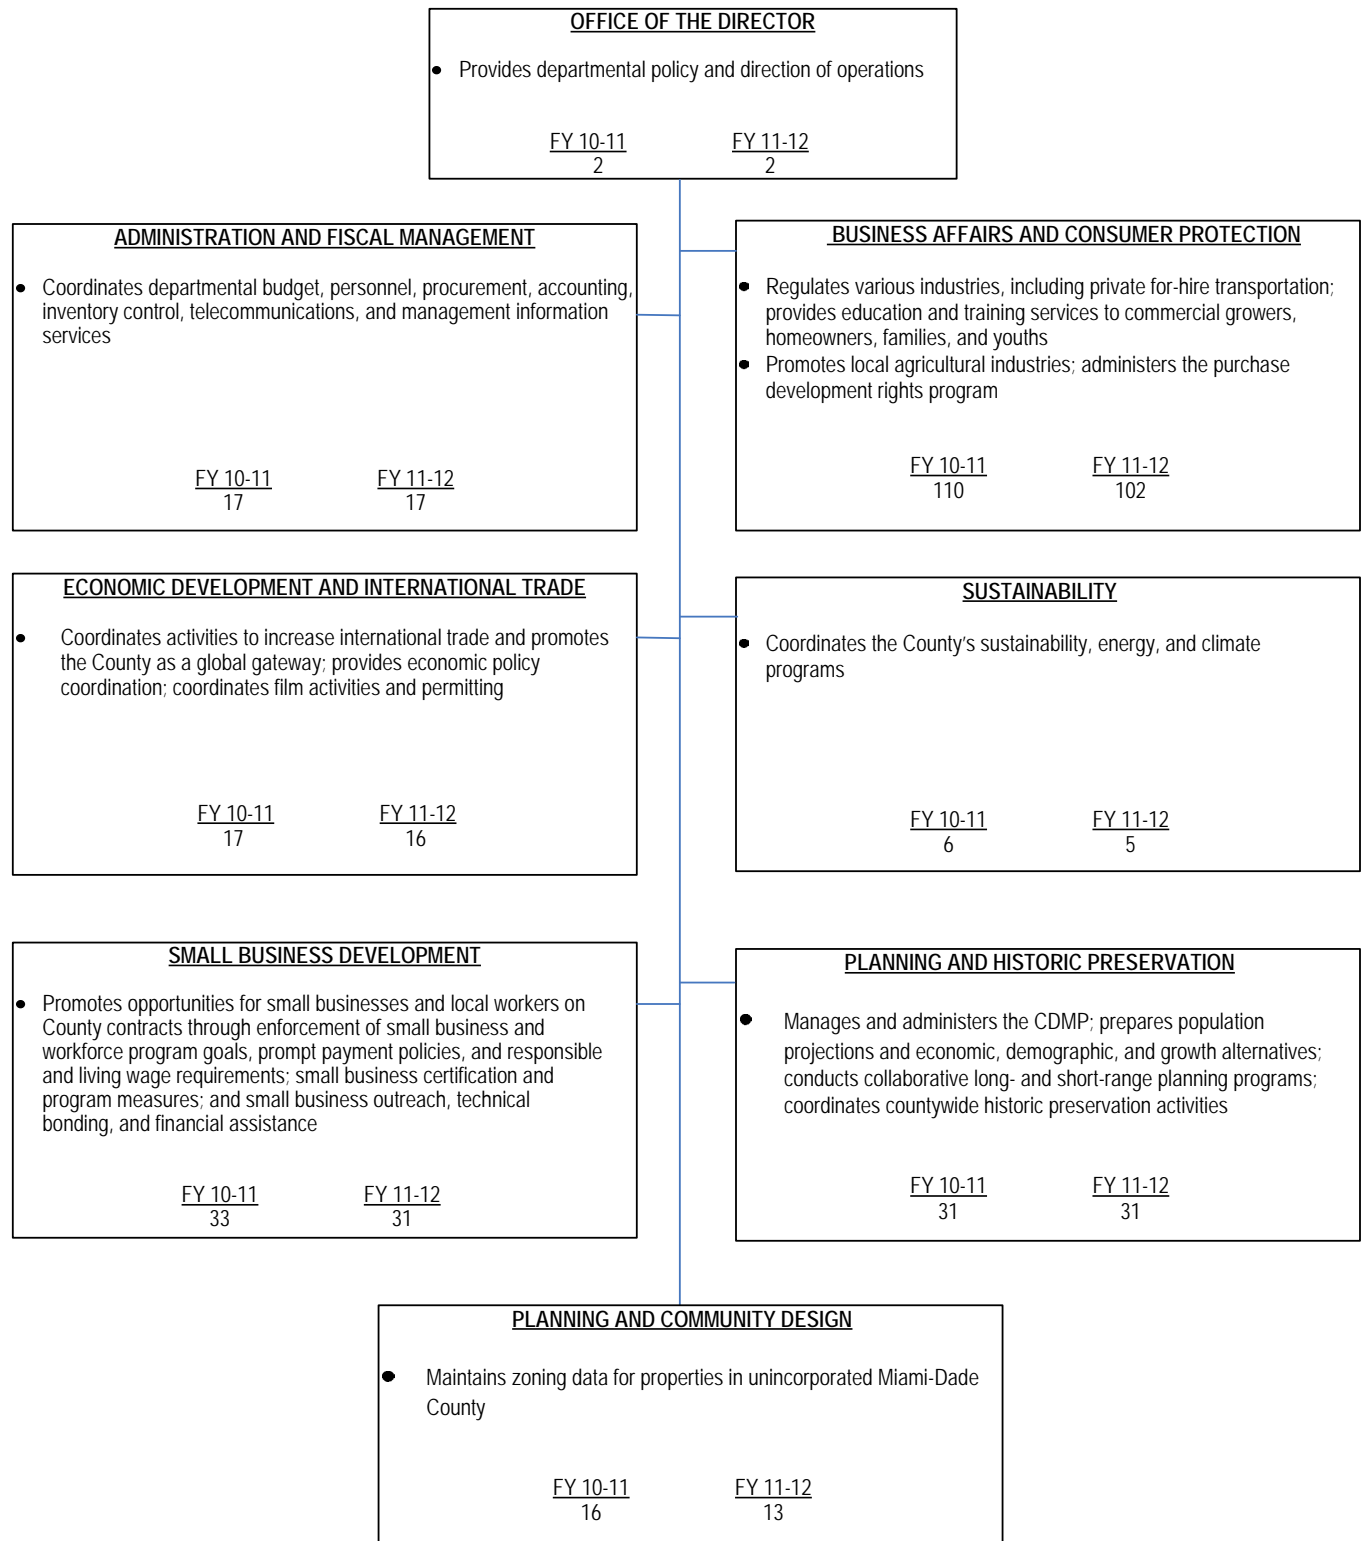 OFFICE OF THE DIRECTOR
• Provides departmental policy and direction of operations
FY 10-11 FY 11-12
2 2
ADMINISTRATION AND FISCAL MANAGEMENT
• Coordinates departmental budget, personnel, procurement, accounting,
inventory control, telecommunications, and management information
services
FY 10-11 FY 11-12
17 17
BUSINESS AFFAIRS AND CONSUMER PROTECTION
• Regulates various industries, including private for-hire transportation;
provides education and training services to commercial growers,
homeowners, families, and youths
• Promotes local agricultural industries; administers the purchase
development rights program
FY 10-11 FY 11-12
110 102
ECONOMIC DEVELOPMENT AND INTERNATIONAL TRADE
• Coordinates activities to increase international trade and promotes
the County as a global gateway; provides economic policy
coordination; coordinates film activities and permitting
FY 10-11 FY 11-12
17 16
SUSTAINABILITY
• Coordinates the County’s sustainability, energy, and climate
programs
FY 10-11 FY 11-12
6 5
SMALL BUSINESS DEVELOPMENT
• Promotes opportunities for small businesses and local workers on
County contracts through enforcement of small business and
workforce program goals, prompt payment policies, and responsible
and living wage requirements; small business certification and
program measures; and small business outreach, technical
bonding, and financial assistance
FY 10-11 FY 11-12
33 31
PLANNING AND HISTORIC PRESERVATION
• Manages and administers the CDMP; prepares population
projections and economic, demographic, and growth alternatives;
conducts collaborative long- and short-range planning programs;
coordinates countywide historic preservation activities
FY 10-11 FY 11-12
31 31
PLANNING AND COMMUNITY DESIGN
• Maintains zoning data for properties in unincorporated Miami-Dade
County
FY 10-11 FY 11-12
16 13